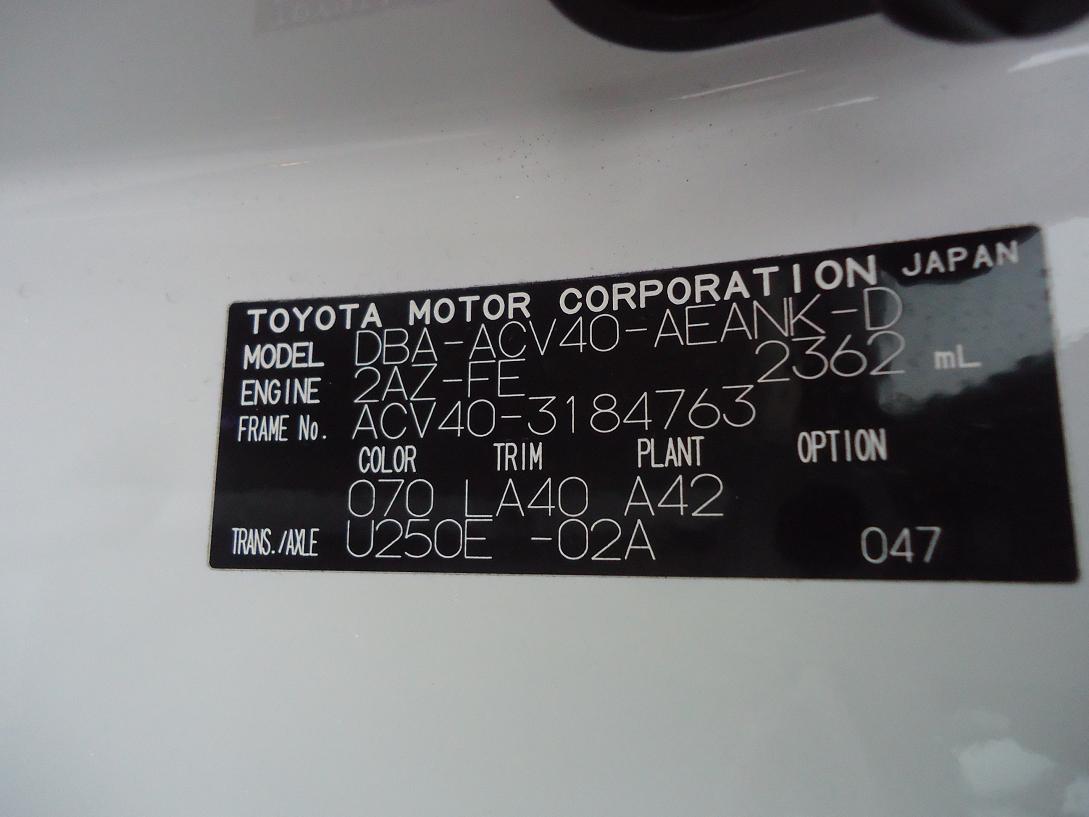 TOYOTA MOTOR CORPORATION JAPAN
MODEL DBA-ACV40-AEANK-D
ENGINE 2AZ-FE 2362 mL
FRAME No. ACV40-3184763
COLOR TRIM PLANT OPTION
070 LA40 A42
TRANS./AXLE U250E -02A 047